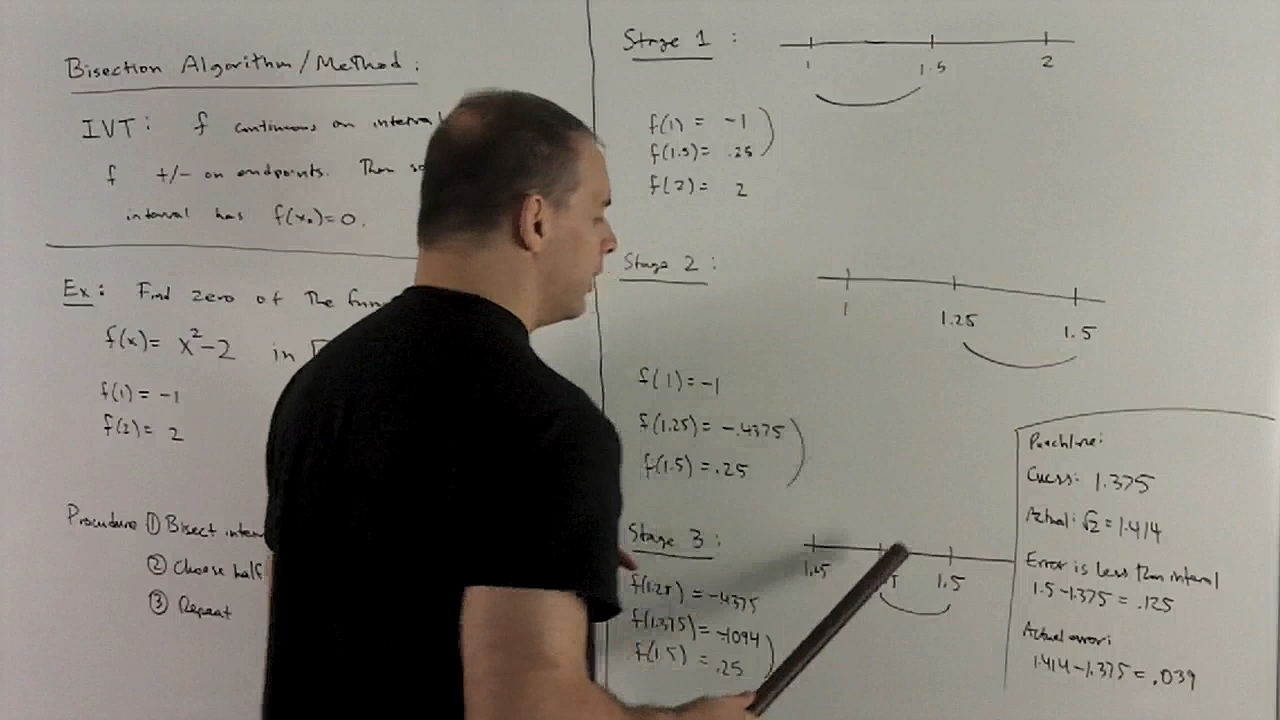 Bisection Algorithm/Method:
IVT: f continuous on interval
f +/- on endpoints. Then
interval has f(x₀)=0.
Ex: Find zero of the
f(x)= x²-2 in
f(1) = -1
f(2) = 2
Procedure ① Bisect
② Choose half
③ Repeat
Stage 1 :
1 1.5 2
f(1) = -1
f(1.5) = .25
f(2) = 2
Stage 2 :
1 1.25 1.5
f(1) = -1
f(1.25) = -.4375
f(1.5) = .25
Stage 3 :
1.25 1.5
f(1.25) = -.4375
f(1.375) = -.1094
f(1.5) = .25
Punchline:
Guess: 1.375
Actual: √2 = 1.414
Error is less than interval
1.5-1.375 = .125
Actual error:
1.414-1.375 = .039